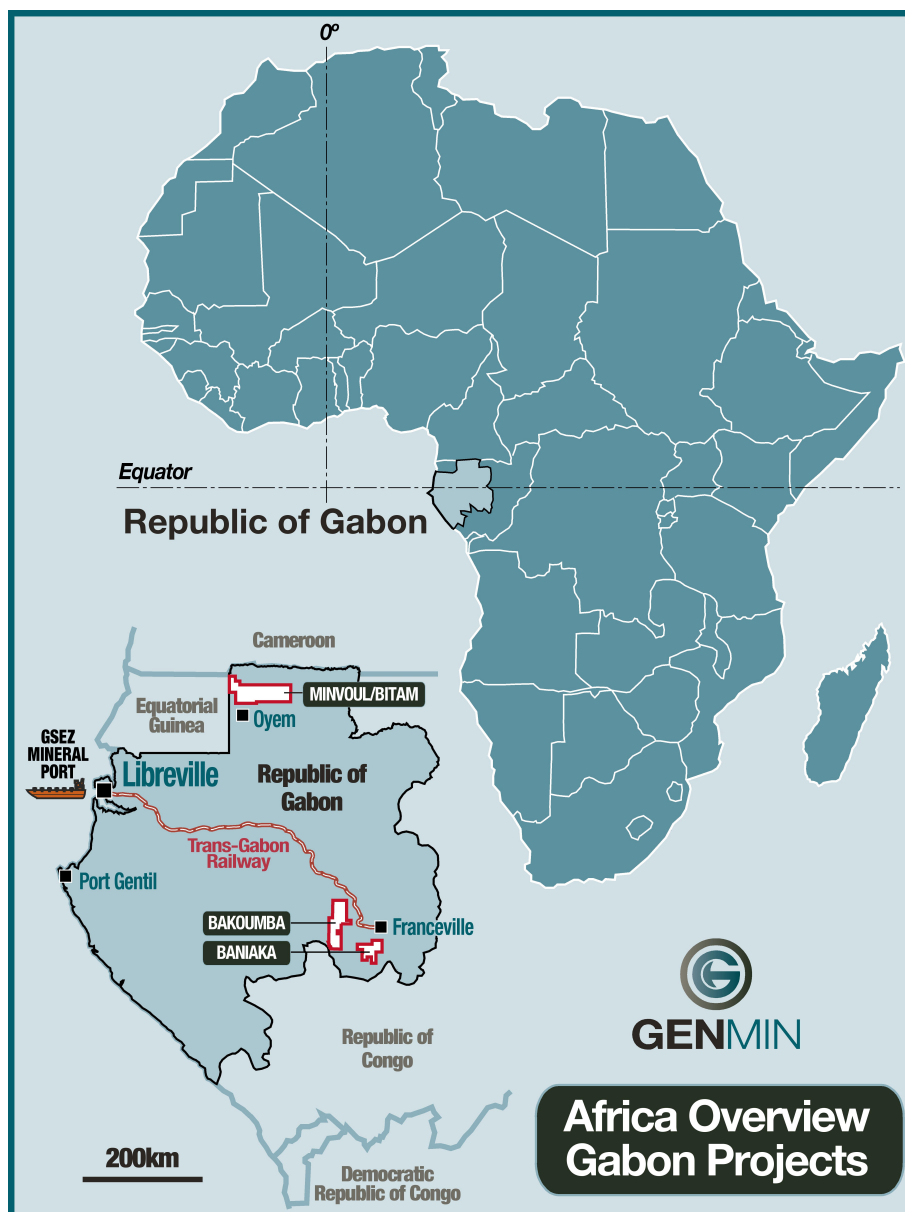 0°
Equator
Republic of Gabon
Cameroon
MINVOUL/BITAM
Equatorial
Guinea
Oyem
GSEZ
MINERAL
PORT
Libreville
Republic of
Gabon
Trans-Gabon
Railway
Port Gentil
BAKOUMBA
Franceville
BANIAKA
GENMIN
Republic of
Congo
Africa Overview
Gabon Projects
200km
Democratic
Republic of Congo